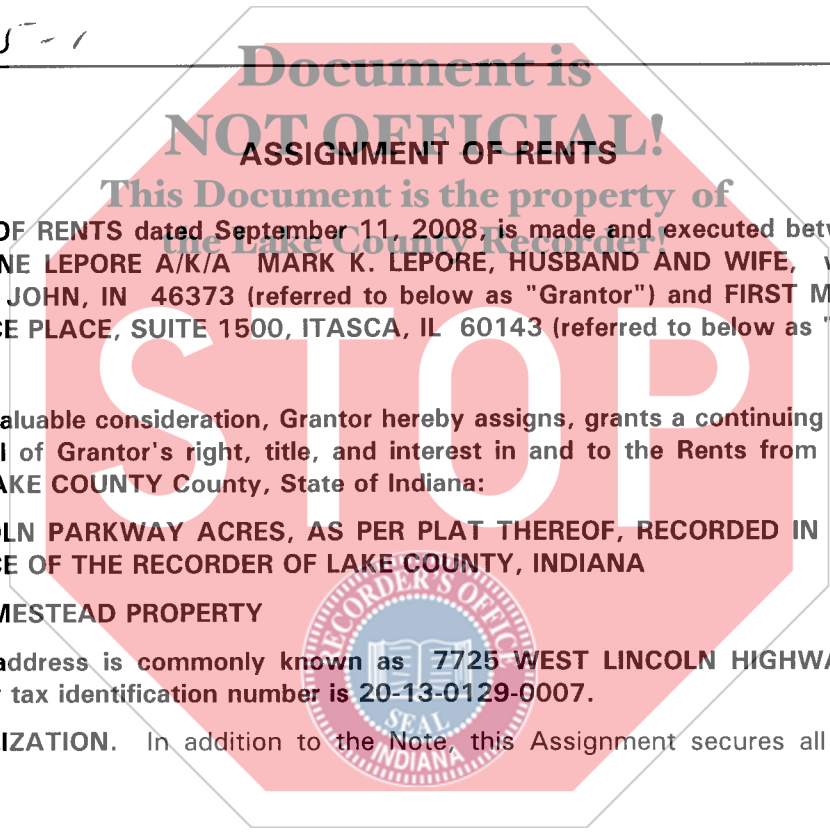 5-1
Document is
NOT OFFICIAL!
ASSIGNMENT OF RENTS
This Document is the property of
the Lake County Recorder!
OF RENTS dated September 11, 2008, is made and executed betw
NE LEPORE A/K/A MARK K. LEPORE, HUSBAND AND WIFE,
JOHN, IN 46373 (referred to below as "Grantor") and FIRST M
CE PLACE, SUITE 1500, ITASCA, IL 60143 (referred to below as "
STOP
aluable consideration, Grantor hereby assigns, grants a continuing
l of Grantor's right, title, and interest in and to the Rents from
AKE COUNTY County, State of Indiana:
OLN PARKWAY ACRES, AS PER PLAT THEREOF, RECORDED IN
CE OF THE RECORDER OF LAKE COUNTY, INDIANA
MESTEAD PROPERTY
address is commonly known as 7725 WEST LINCOLN HIGHWA
tax identification number is 20-13-0129-0007.
LIZATION. In addition to the Note, this Assignment secures all
RECORDER'S OFFICE
SEAL
INDIANA